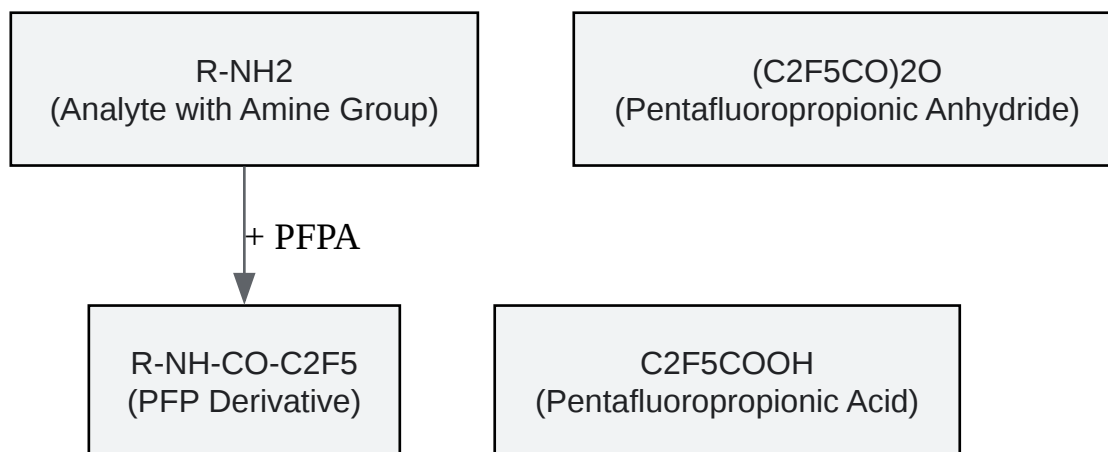 R-NH2
(Analyte with Amine Group)
(C2F5CO)2O
(Pentafluoropropionic Anhydride)
+ PFPA
R-NH-CO-C2F5
(PFP Derivative)
C2F5COOH
(Pentafluoropropionic Acid)